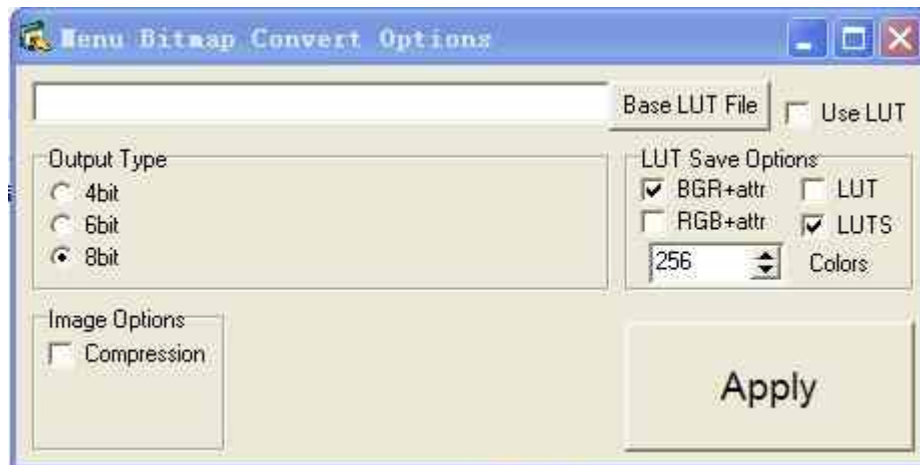 Menu Bitmap Convert Options
Base LUT File
Use LUT
Output Type
4bit
6bit
8bit
LUT Save Options
BGR+attr
LUT
RGB+attr
LUTS
256
Colors
Image Options
Compression
Apply